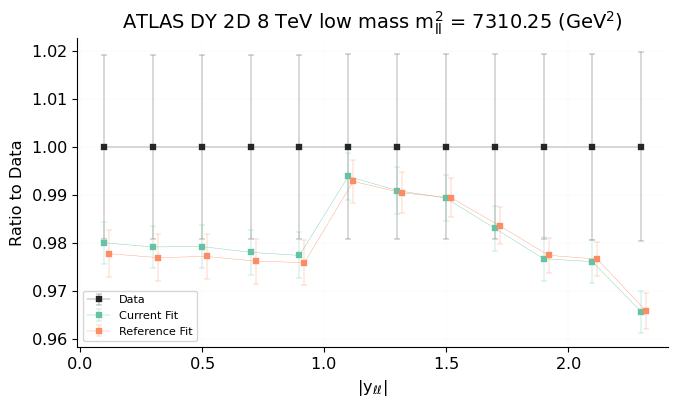 ATLAS DY 2D 8 TeV low mass m²ll = 7310.25 (GeV²)
1.02
1.01
1.00
0.99
0.98
0.97
0.96
Ratio to Data
Data
Current Fit
Reference Fit
0.0 0.5 1.0 1.5 2.0
|yℓℓ|